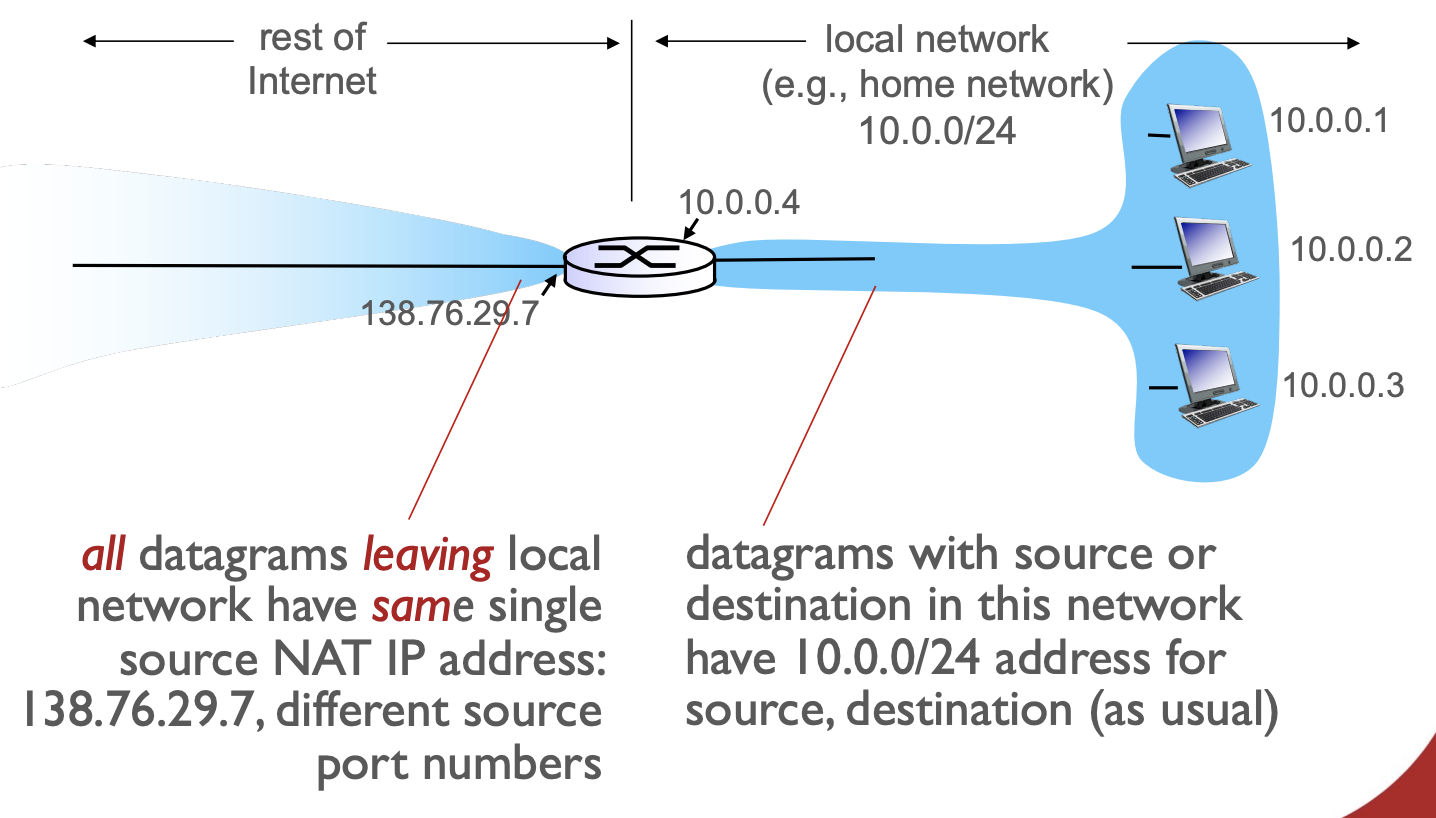 rest of
Internet
local network
(e.g., home network)
10.0.0/24
10.0.0.1
10.0.0.4
10.0.0.2
138.76.29.7
10.0.0.3
all datagrams leaving local
network have same single
source NAT IP address:
138.76.29.7, different source
port numbers
datagrams with source or
destination in this network
have 10.0.0/24 address for
source, destination (as usual)